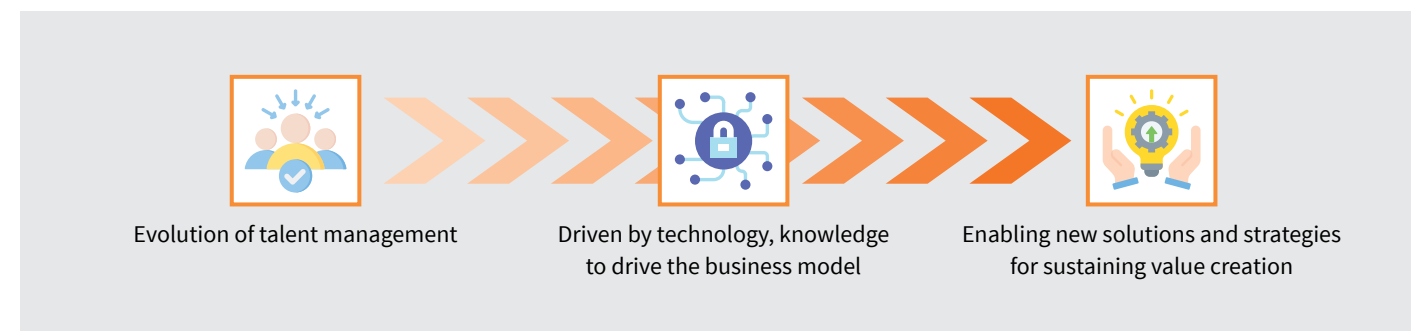 Evolution of talent management
Driven by technology, knowledge
to drive the business model
Enabling new solutions and strategies
for sustaining value creation